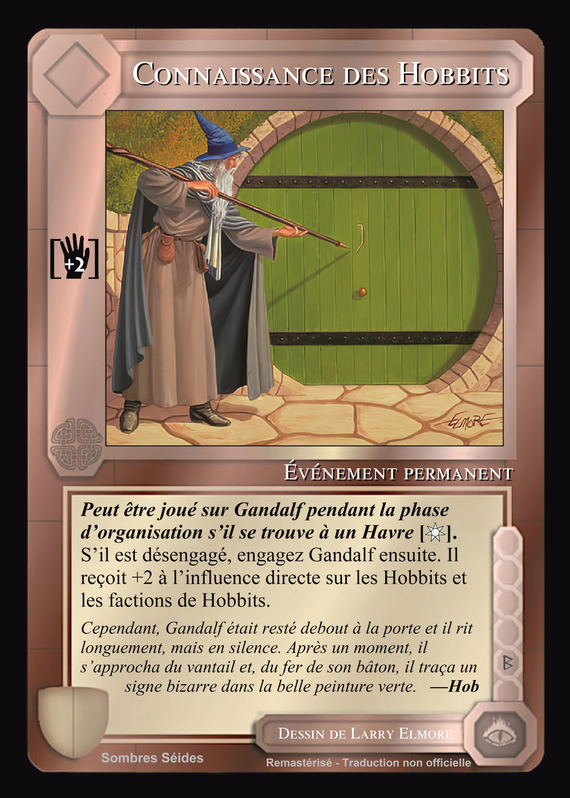 CONNAISSANCE DES HOBBITS
[+2]
ELMORE
ÉVÉNEMENT PERMANENT
Peut être joué sur Gandalf pendant la phase
d’organisation s’il se trouve à un Havre [ ].
S’il est désengagé, engagez Gandalf ensuite. Il
reçoit +2 à l’influence directe sur les Hobbits et
les factions de Hobbits.
Cependant, Gandalf était resté debout à la porte et il rit
longuement, mais en silence. Après un moment, il
s’approcha du vantail et, du fer de son bâton, il traça un
signe bizarre dans la belle peinture verte. —Hob
DESSIN DE LARRY ELMORE
Sombres Séides
Remastérisé - Traduction non officielle